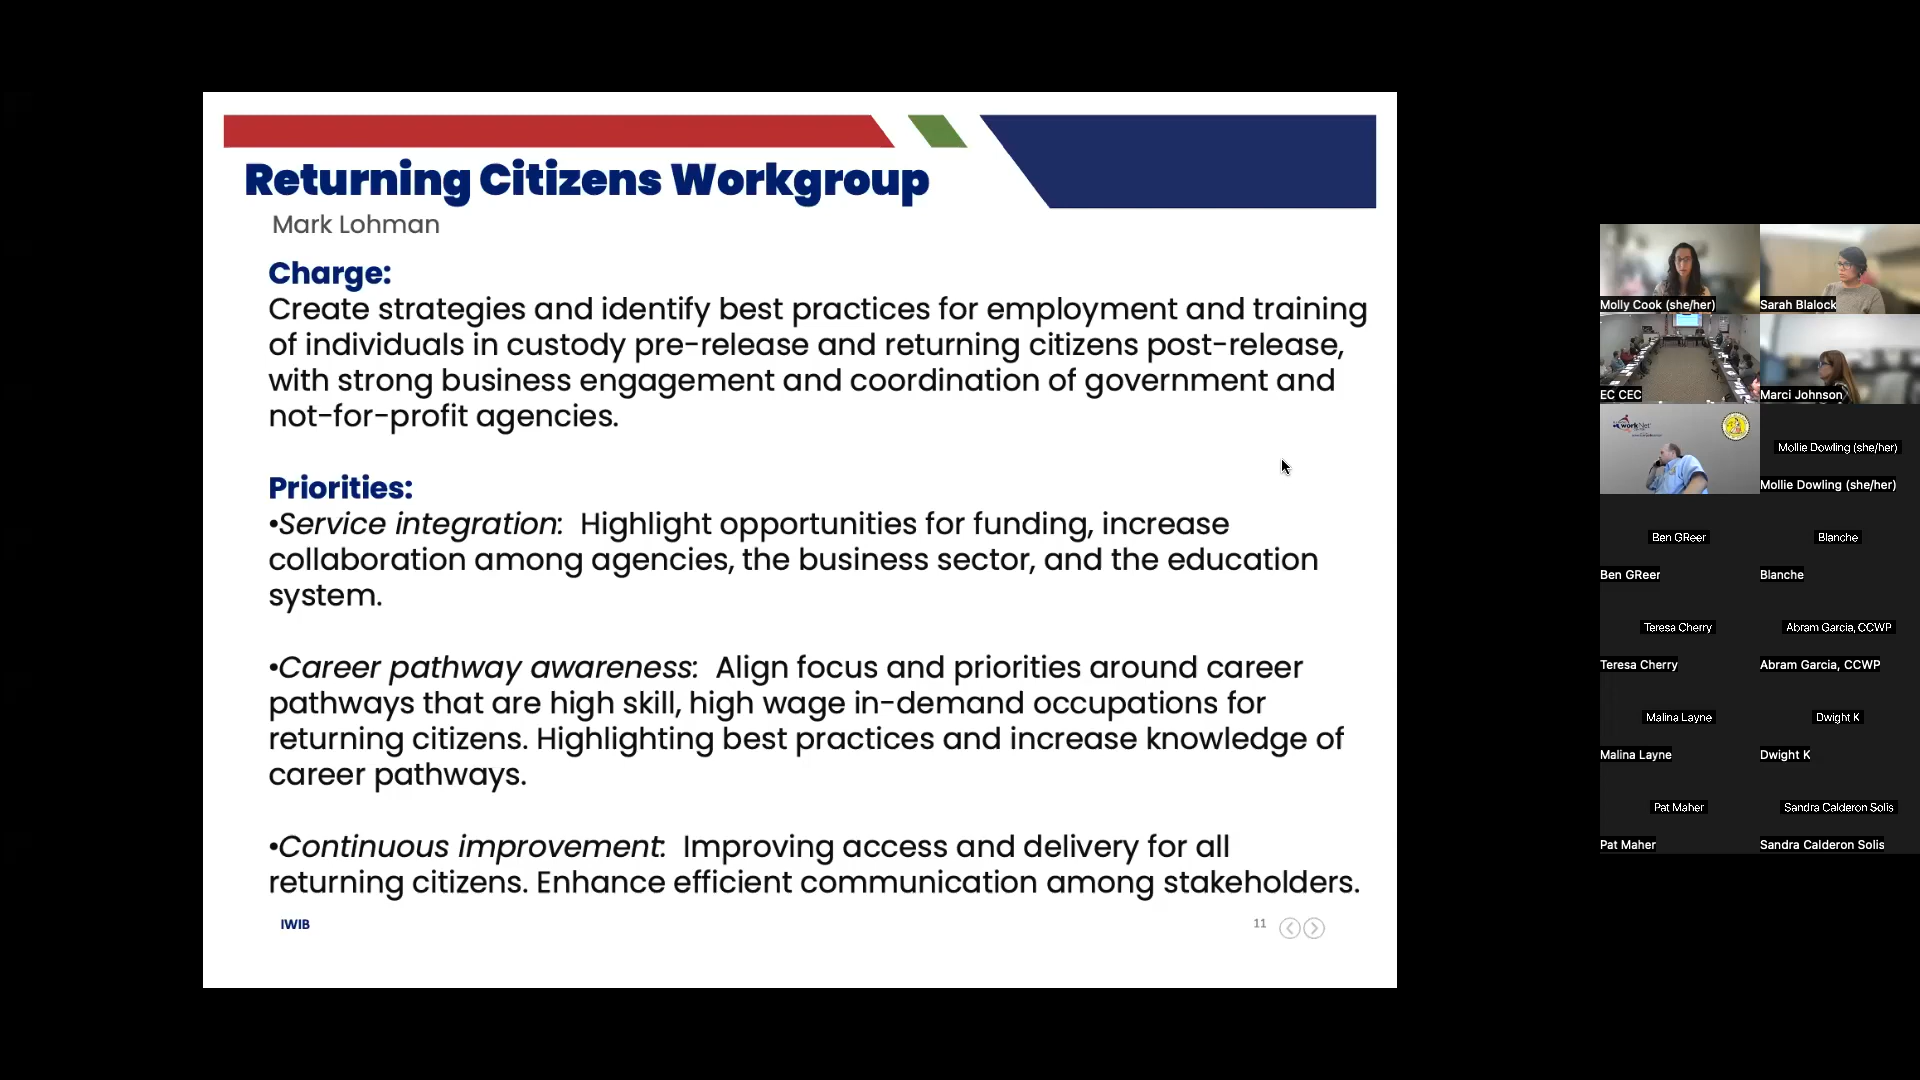 Returning Citizens Workgroup
Mark Lohman
Charge:
Create strategies and identify best practices for employment and training
of individuals in custody pre-release and returning citizens post-release,
with strong business engagement and coordination of government and
not-for-profit agencies.
Priorities:
•Service integration:  Highlight opportunities for funding, increase
collaboration among agencies, the business sector, and the education
system.
•Career pathway awareness:  Align focus and priorities around career
pathways that are high skill, high wage in-demand occupations for
returning citizens. Highlighting best practices and increase knowledge of
career pathways.
•Continuous improvement:  Improving access and delivery for all
returning citizens. Enhance efficient communication among stakeholders.
IWIB
11
Molly Cook (she/her)
Sarah Blalock
EC CEC
Marci Johnson
workNet
Mollie Dowling (she/her)
Mollie Dowling (she/her)
Ben GReer
Blanche
Ben GReer
Blanche
Teresa Cherry
Abram Garcia, CCWP
Teresa Cherry
Abram Garcia, CCWP
Malina Layne
Dwight K
Malina Layne
Dwight K
Pat Maher
Sandra Calderon Solis
Pat Maher
Sandra Calderon Solis